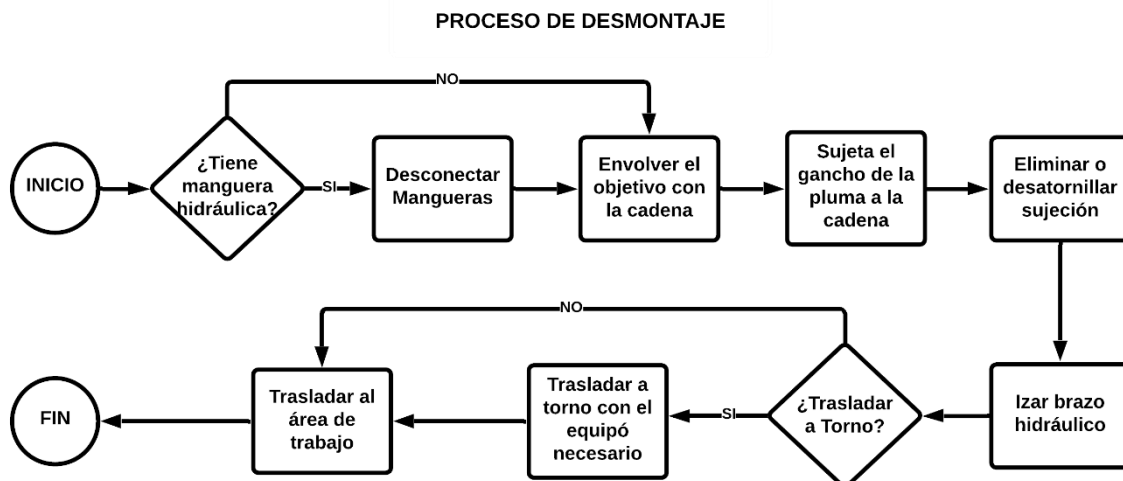 PROCESO DE DESMONTAJE
NO
INICIO
¿Tiene
manguera
hidráulica?
SI
Desconectar
Mangueras
Envolver el
objetivo con
la cadena
Sujeta el
gancho de la
pluma a la
cadena
Eliminar o
desatornillar
sujeción
Izar brazo
hidráulico
¿Trasladar
a Torno?
SI
NO
Trasladar a
torno con el
equipó
necesario
Trasladar al
área de
trabajo
FIN